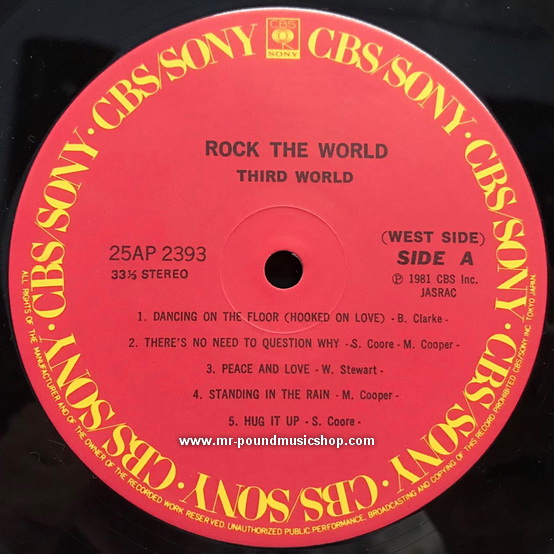 CBS
SONY
CBS/SONY · CBS/SONY · CBS/SONY · CBS/SONY · CBS/SONY · CBS/SONY · CBS/SONY · CBS/SONY
ROCK THE WORLD
THIRD WORLD
25AP 2393
33⅓ STEREO
(WEST SIDE)
SIDE A
Ⓟ 1981 CBS Inc.
JASRAC
1. DANCING ON THE FLOOR (HOOKED ON LOVE) - B. Clarke -
2. THERE'S NO NEED TO QUESTION WHY -S. Coore- M. Cooper -
3. PEACE AND LOVE - W. Stewart -
4. STANDING IN THE RAIN - M. Cooper -
5. HUG IT UP - S. Coore -
www.mr-poundmusicshop.com
ALL RIGHTS OF THE MANUFACTURER AND OF THE OWNER OF THE RECORDED WORK RESERVED. UNAUTHORIZED PUBLIC PERFORMANCE, BROADCASTING AND COPYING OF THIS RECORD PROHIBITED CBS/SONY INC. TOKYO JAPAN.